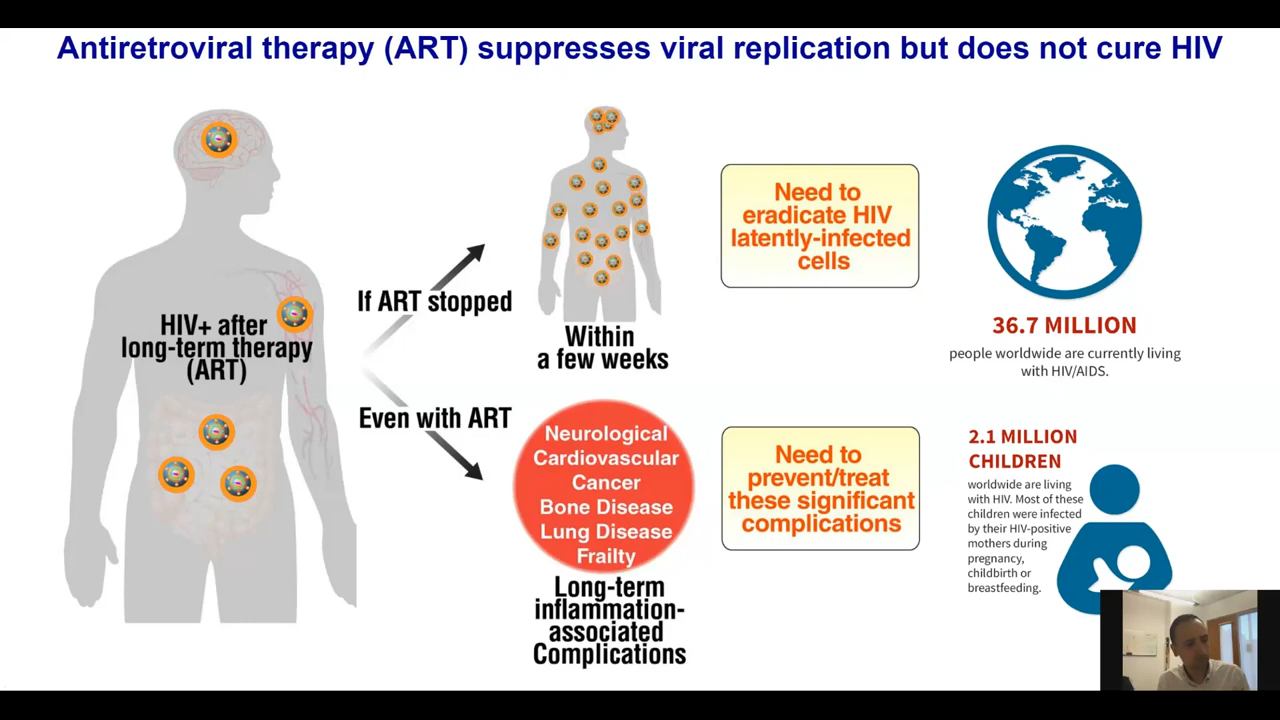 Antiretroviral therapy (ART) suppresses viral replication but does not cure HIV
HIV+ after
long-term therapy
(ART)
If ART stopped
Within
a few weeks
Need to
eradicate HIV
latently-infected
cells
36.7 MILLION
people worldwide are currently living
with HIV/AIDS.
Even with ART
Neurological
Cardiovascular
Cancer
Bone Disease
Lung Disease
Frailty
Long-term
inflammation-
associated
Complications
Need to
prevent/treat
these significant
complications
2.1 MILLION
CHILDREN
worldwide are living
with HIV. Most of these
children were infected
by their HIV-positive
mothers during
pregnancy,
childbirth or
breastfeeding.